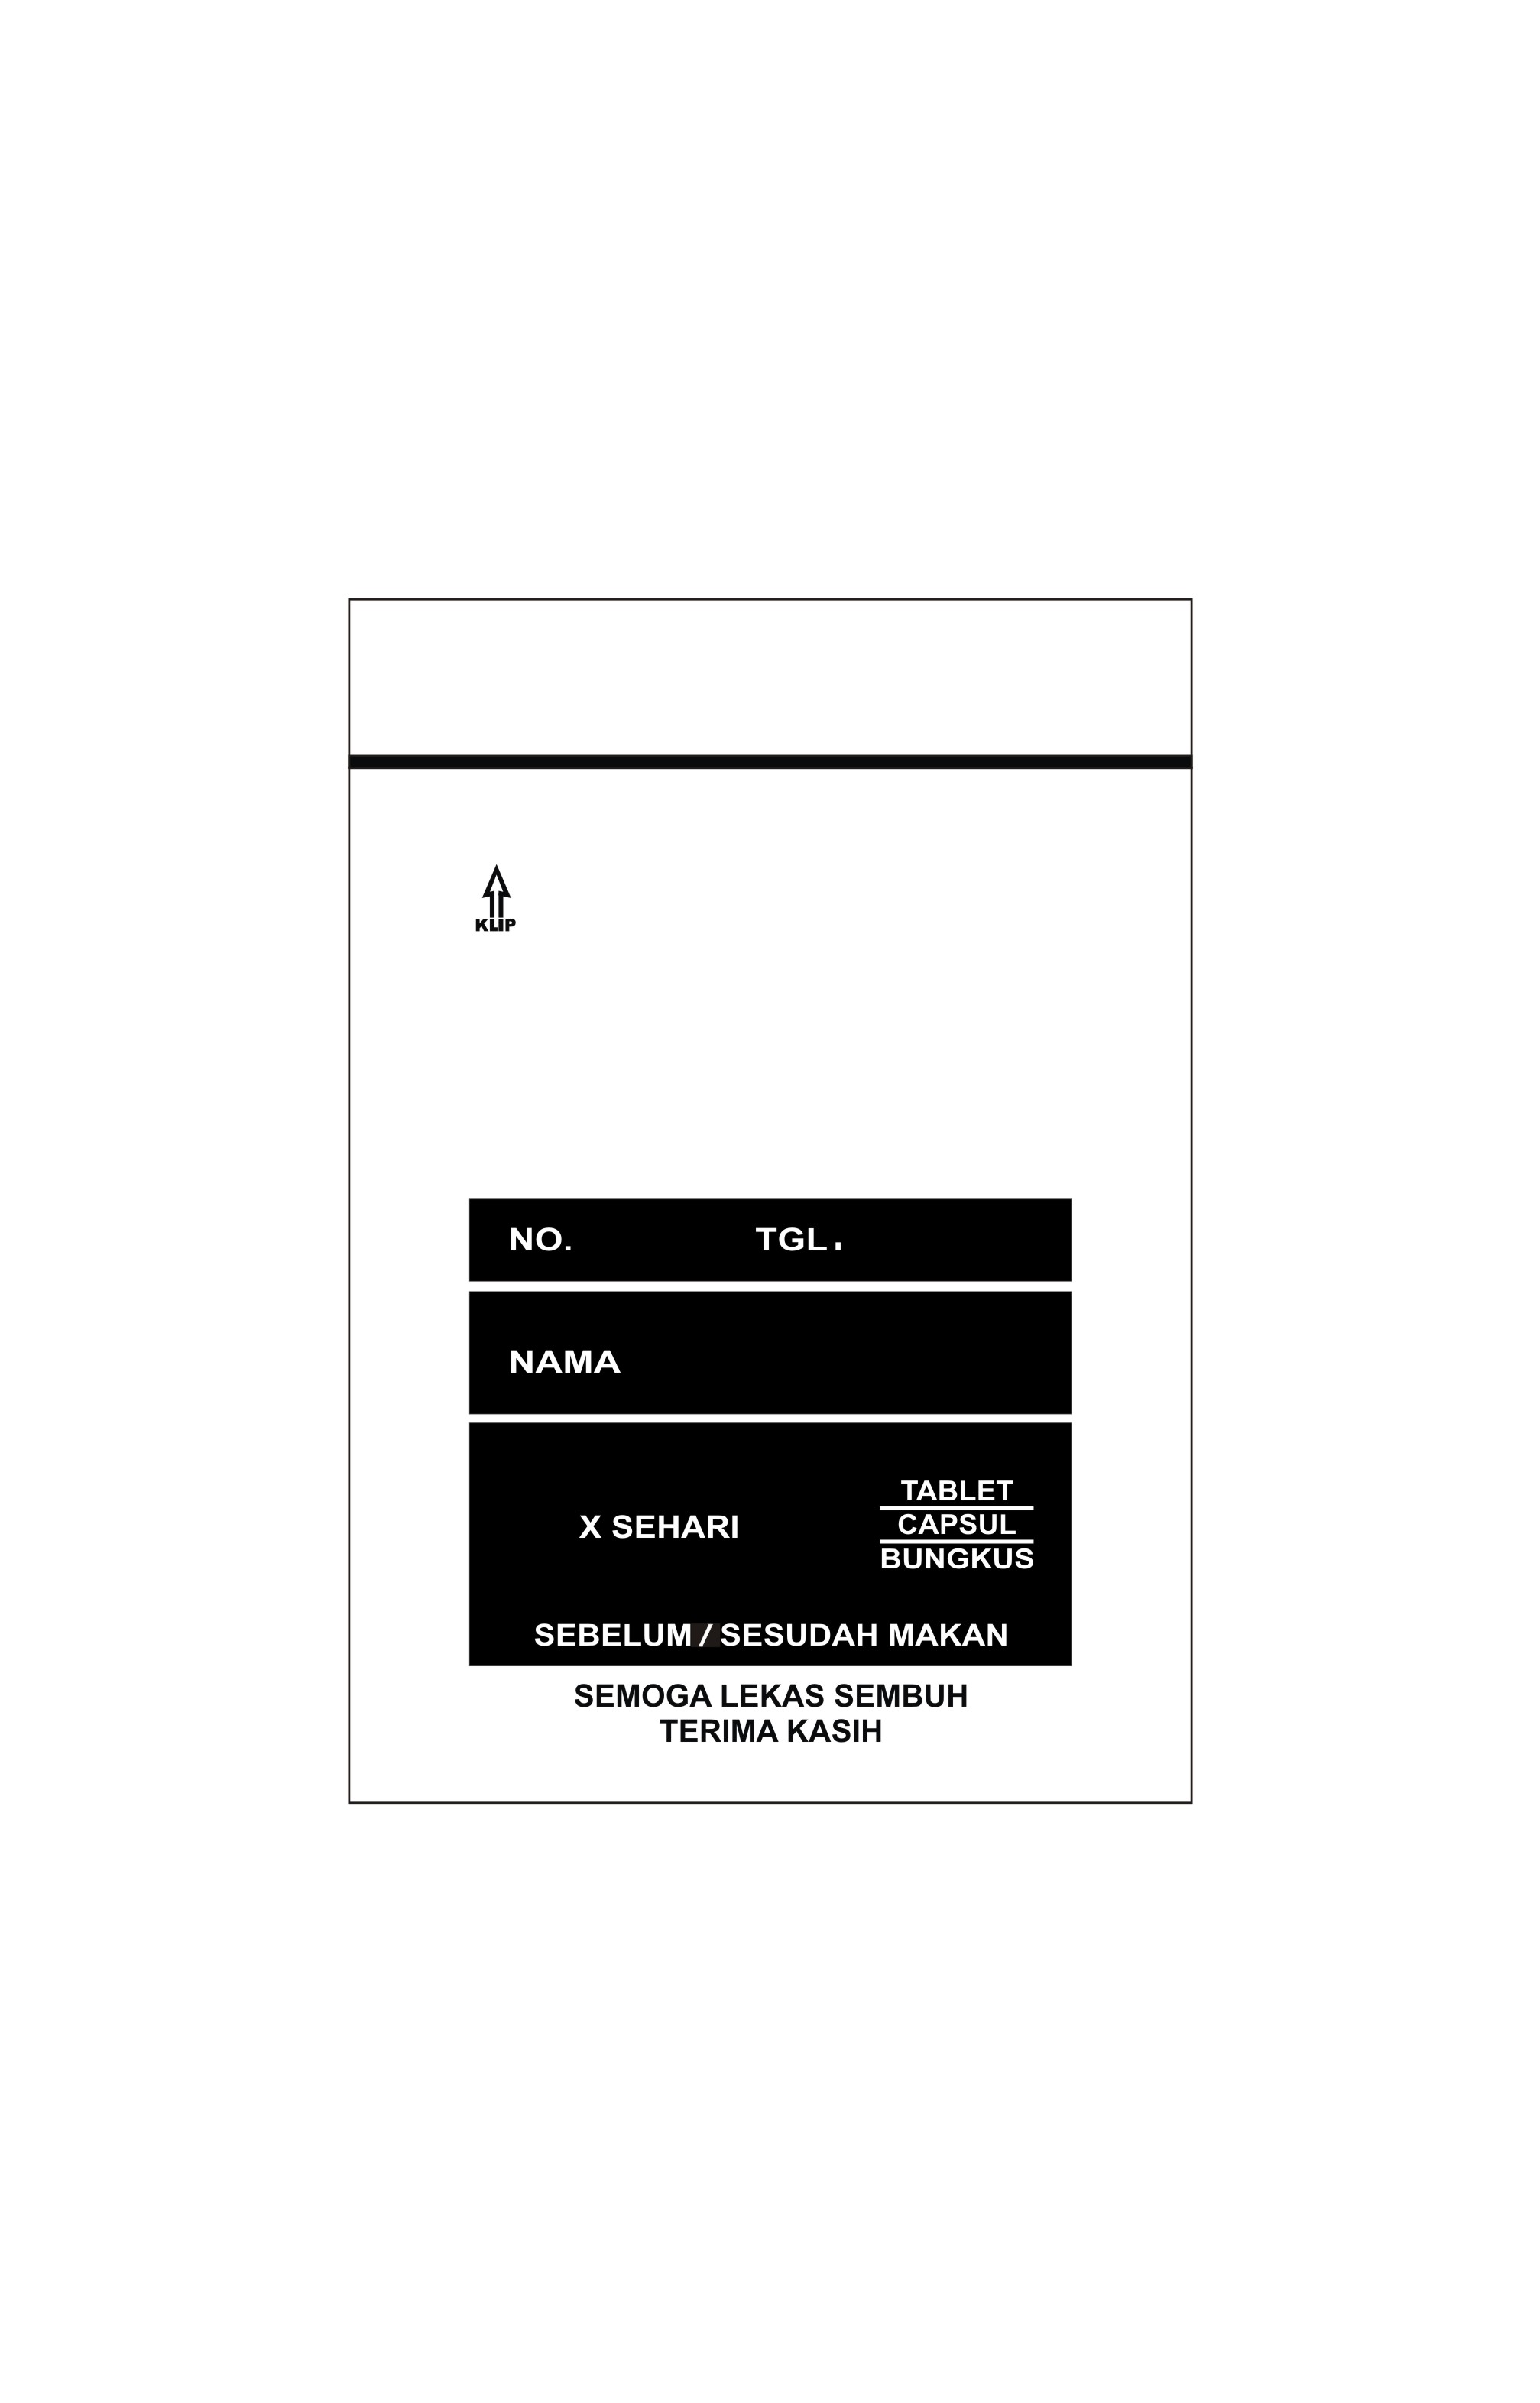 KLIP
NO. TGL.
NAMA
X SEHARI
TABLET
CAPSUL
BUNGKUS
SEBELUM/SESUDAH MAKAN
SEMOGA LEKAS SEMBUH
TERIMA KASIH